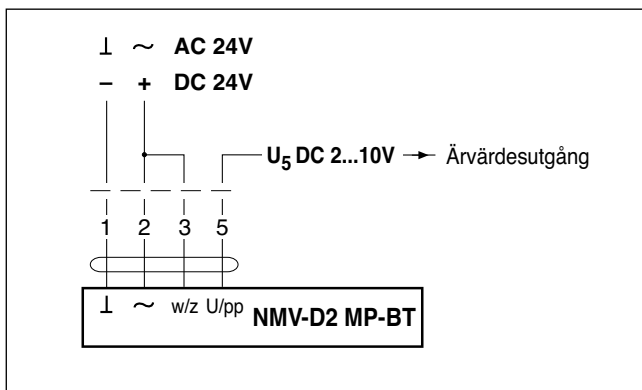 ⊥ ~ AC 24V
– + DC 24V
U5 DC 2...10V → Ärvärdesutgång
1 2 3 5
⊥ ~ w/z U/pp NMV-D2 MP-BT